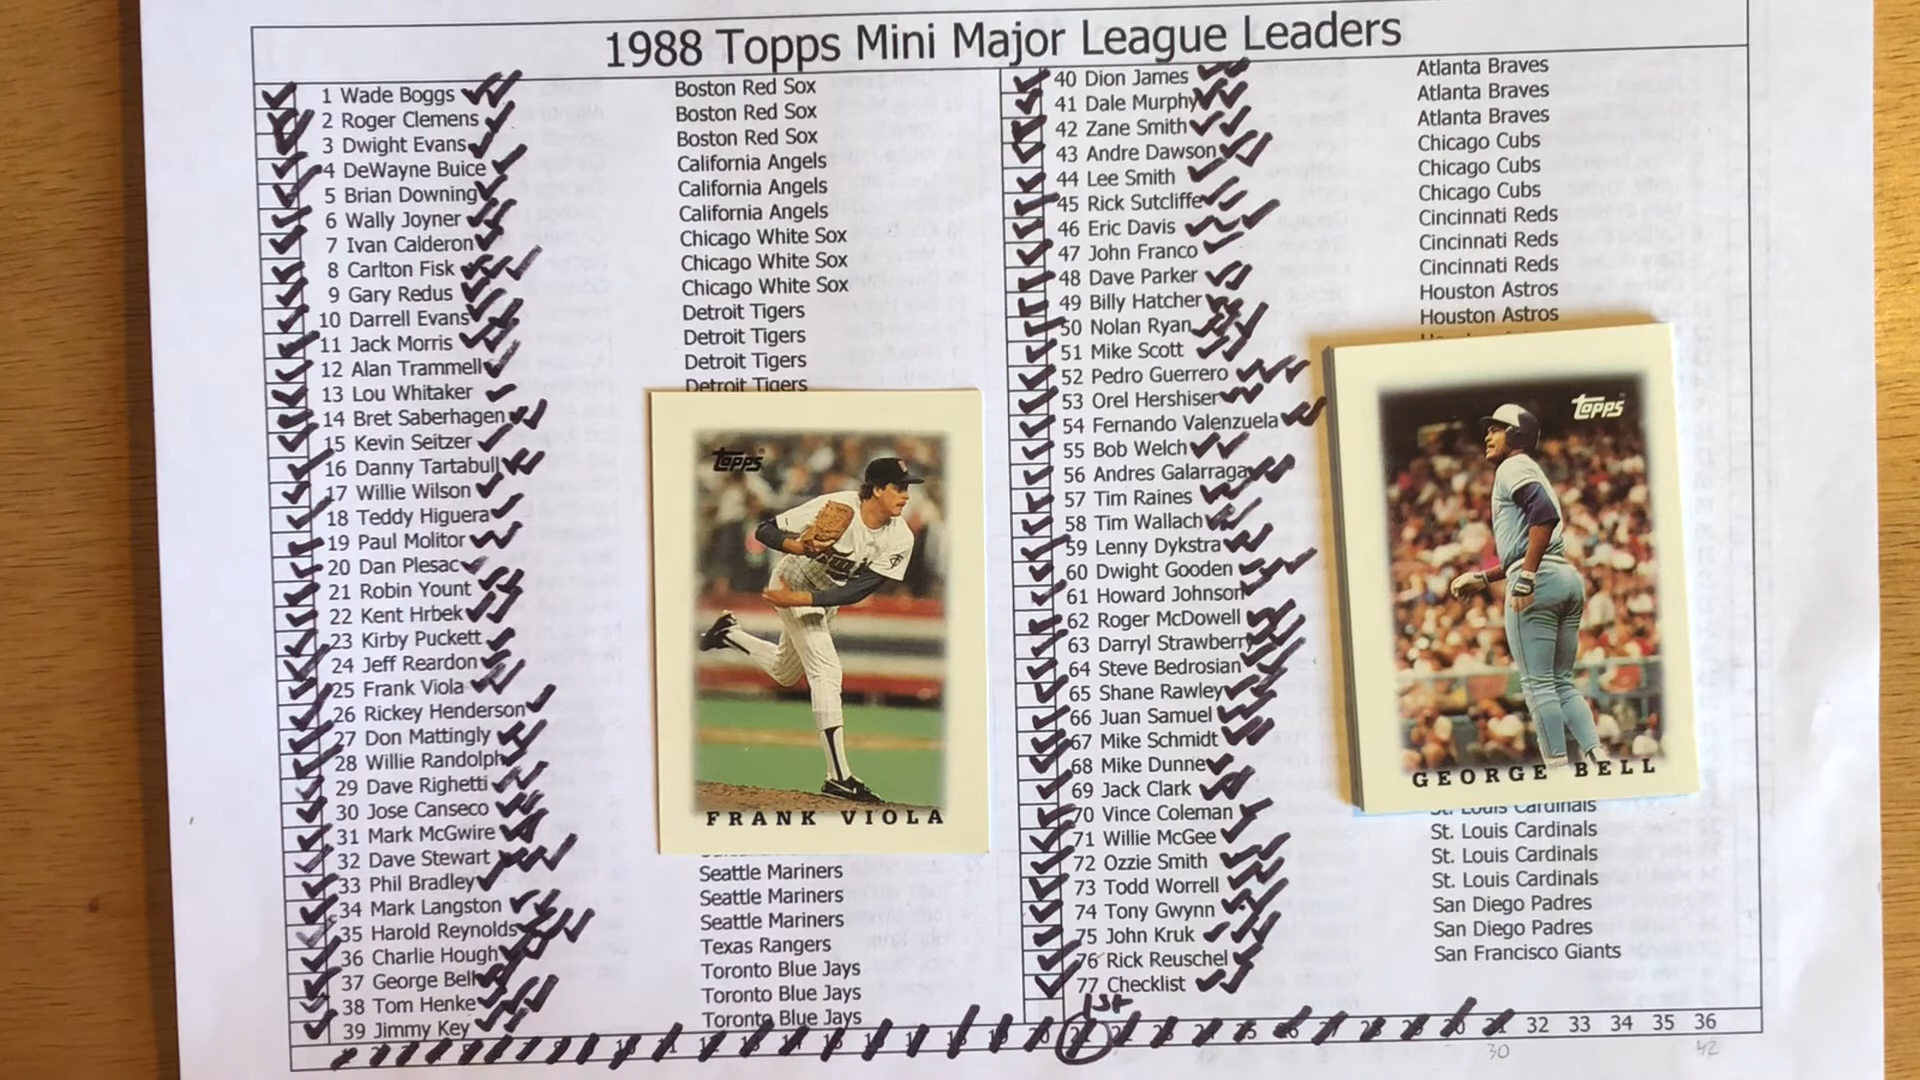 1988 Topps Mini Major League Leaders
1 Wade Boggs Boston Red Sox
2 Roger Clemens Boston Red Sox
3 Dwight Evans Boston Red Sox
4 DeWayne Buice California Angels
5 Brian Downing California Angels
6 Wally Joyner California Angels
7 Ivan Calderon Chicago White Sox
8 Carlton Fisk Chicago White Sox
9 Gary Redus Chicago White Sox
10 Darrell Evans Detroit Tigers
11 Jack Morris Detroit Tigers
12 Alan Trammell Detroit Tigers
13 Lou Whitaker Detroit Tigers
14 Bret Saberhagen
15 Kevin Seitzer
16 Danny Tartabull
17 Willie Wilson
18 Teddy Higuera
19 Paul Molitor
20 Dan Plesac
21 Robin Yount
22 Kent Hrbek
23 Kirby Puckett
24 Jeff Reardon
25 Frank Viola
26 Rickey Henderson
27 Don Mattingly
28 Willie Randolph
29 Dave Righetti
30 Jose Canseco
31 Mark McGwire
32 Dave Stewart
33 Phil Bradley Seattle Mariners
34 Mark Langston Seattle Mariners
35 Harold Reynolds Seattle Mariners
36 Charlie Hough Texas Rangers
37 George Bell Toronto Blue Jays
38 Tom Henke Toronto Blue Jays
39 Jimmy Key Toronto Blue Jays
topps
FRANK VIOLA
40 Dion James Atlanta Braves
41 Dale Murphy Atlanta Braves
42 Zane Smith Atlanta Braves
43 Andre Dawson Chicago Cubs
44 Lee Smith Chicago Cubs
45 Rick Sutcliffe Chicago Cubs
46 Eric Davis Cincinnati Reds
47 John Franco Cincinnati Reds
48 Dave Parker Cincinnati Reds
49 Billy Hatcher Houston Astros
50 Nolan Ryan Houston Astros
51 Mike Scott
52 Pedro Guerrero
53 Orel Hershiser
54 Fernando Valenzuela
55 Bob Welch
56 Andres Galarraga
57 Tim Raines
58 Tim Wallach
59 Lenny Dykstra
60 Dwight Gooden
61 Howard Johnson
62 Roger McDowell
63 Darryl Strawberry
64 Steve Bedrosian
65 Shane Rawley
66 Juan Samuel
67 Mike Schmidt
68 Mike Dunne
69 Jack Clark
70 Vince Coleman St. Louis Cardinals
71 Willie McGee St. Louis Cardinals
72 Ozzie Smith St. Louis Cardinals
73 Todd Worrell St. Louis Cardinals
74 Tony Gwynn San Diego Padres
75 John Kruk San Diego Padres
76 Rick Reuschel San Francisco Giants
77 Checklist
topps
GEORGE BELL
1st
32 33 34 35 36
30 42